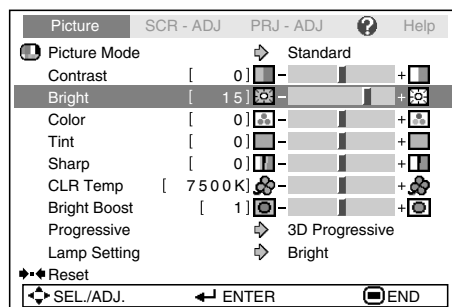 Picture SCR - ADJ PRJ - ADJ ? Help
Picture Mode Standard
Contrast [ 0] - +
Bright [ 15] - +
Color [ 0] - +
Tint [ 0] - +
Sharp [ 0] - +
CLR Temp [ 7500K] - +
Bright Boost [ 1] - +
Progressive 3D Progressive
Lamp Setting Bright
Reset
SEL./ADJ. ENTER END